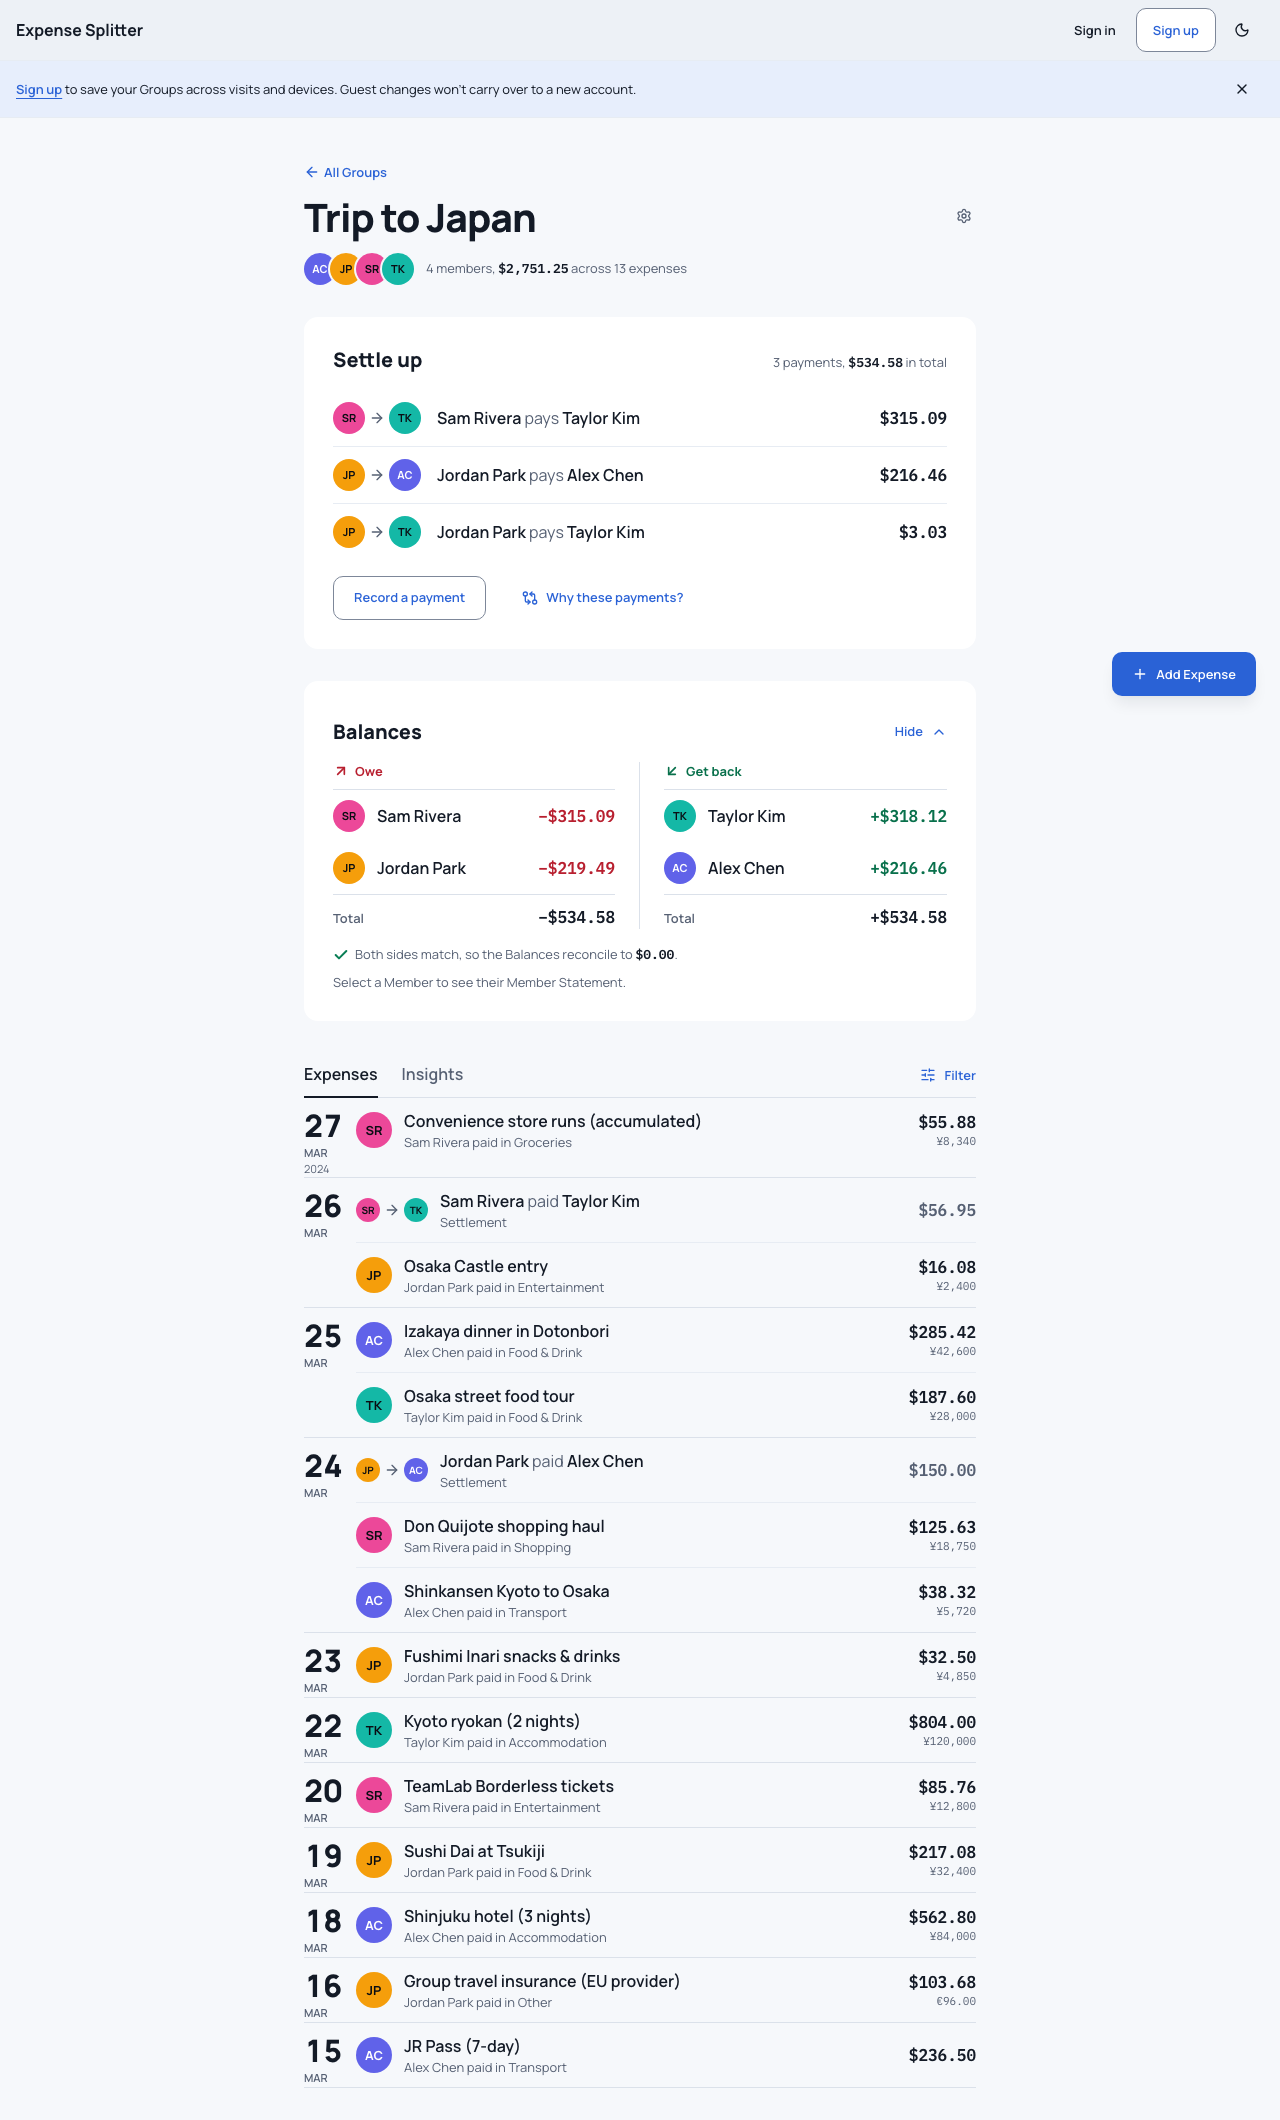 Expense Splitter
Sign in
Sign up
Sign up to save your Groups across visits and devices. Guest changes won't carry over to a new account.
All Groups
Trip to Japan
AC JP SR TK 4 members, $2,751.25 across 13 expenses
Settle up
3 payments, $534.58 in total
SR TK Sam Rivera pays Taylor Kim $315.09
JP AC Jordan Park pays Alex Chen $216.46
JP TK Jordan Park pays Taylor Kim $3.03
Record a payment
Why these payments?
Add Expense
Balances
Hide
Owe
SR Sam Rivera −$315.09
JP Jordan Park −$219.49
Total −$534.58
Get back
TK Taylor Kim +$318.12
AC Alex Chen +$216.46
Total +$534.58
Both sides match, so the Balances reconcile to $0.00.
Select a Member to see their Member Statement.
Expenses
Insights
Filter
27
MAR
2024
SR
Convenience store runs (accumulated) $55.88
Sam Rivera paid in Groceries ¥8,340
26
MAR
SR TK
Sam Rivera paid Taylor Kim $56.95
Settlement
JP
Osaka Castle entry $16.08
Jordan Park paid in Entertainment ¥2,400
25
MAR
AC
Izakaya dinner in Dotonbori $285.42
Alex Chen paid in Food & Drink ¥42,600
TK
Osaka street food tour $187.60
Taylor Kim paid in Food & Drink ¥28,000
24
MAR
JP AC
Jordan Park paid Alex Chen $150.00
Settlement
SR
Don Quijote shopping haul $125.63
Sam Rivera paid in Shopping ¥18,750
AC
Shinkansen Kyoto to Osaka $38.32
Alex Chen paid in Transport ¥5,720
23
MAR
JP
Fushimi Inari snacks & drinks $32.50
Jordan Park paid in Food & Drink ¥4,850
22
MAR
TK
Kyoto ryokan (2 nights) $804.00
Taylor Kim paid in Accommodation ¥120,000
20
MAR
SR
TeamLab Borderless tickets $85.76
Sam Rivera paid in Entertainment ¥12,800
19
MAR
JP
Sushi Dai at Tsukiji $217.08
Jordan Park paid in Food & Drink ¥32,400
18
MAR
AC
Shinjuku hotel (3 nights) $562.80
Alex Chen paid in Accommodation ¥84,000
16
MAR
JP
Group travel insurance (EU provider) $103.68
Jordan Park paid in Other €96.00
15
MAR
AC
JR Pass (7-day) $236.50
Alex Chen paid in Transport